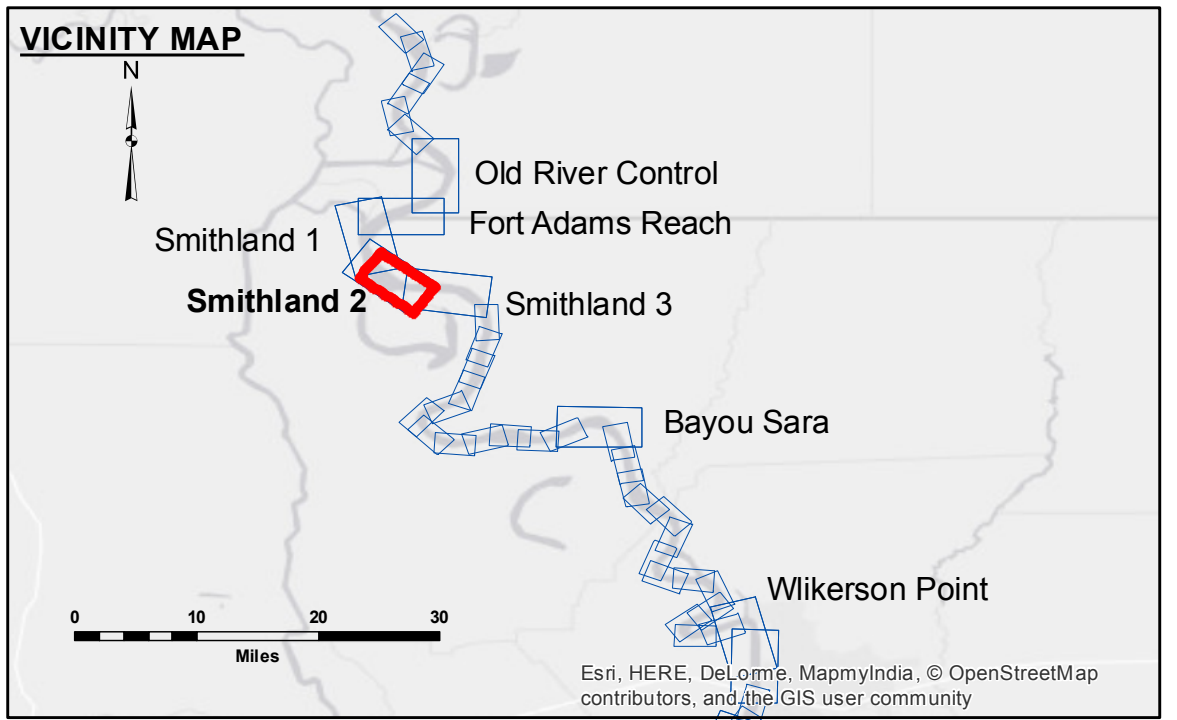 VICINITY MAP
N
Old River Control
Fort Adams Reach
Smithland 1
Smithland 2
Smithland 3
Bayou Sara
Wlikerson Point
0 10 20 30
Miles
Esri, HERE, DeLorme, MapmyIndia, © OpenStreetMap
contributors, and the GIS user community